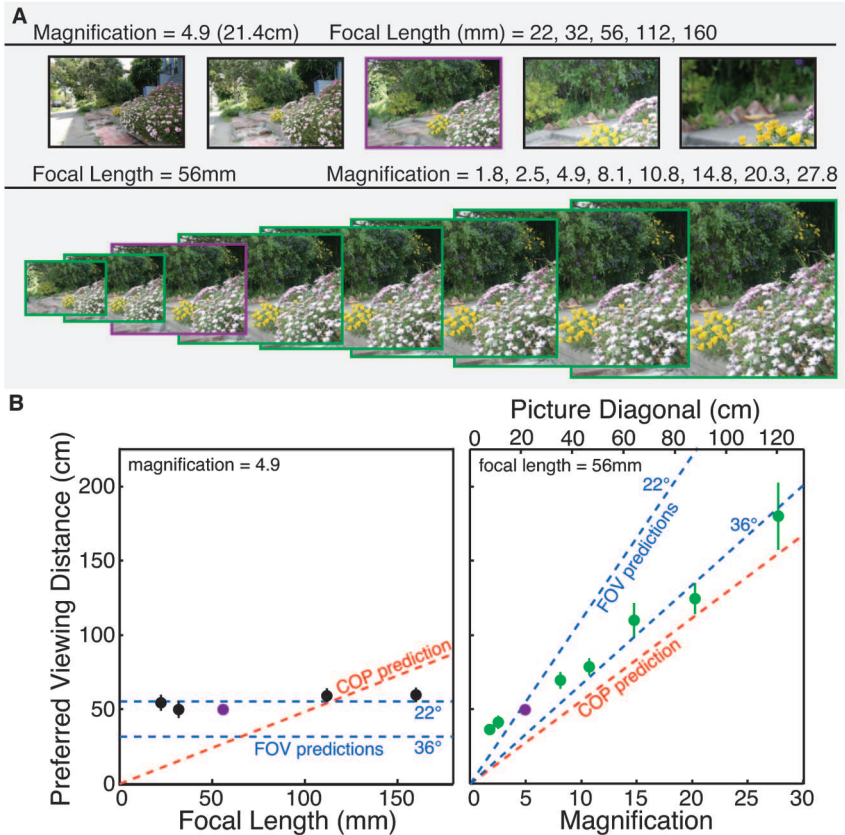 A
Magnification = 4.9 (21.4cm) Focal Length (mm) = 22, 32, 56, 112, 160
Focal Length = 56mm Magnification = 1.8, 2.5, 4.9, 8.1, 10.8, 14.8, 20.3, 27.8
B
Preferred Viewing Distance (cm)
200
150
100
50
0
magnification = 4.9
COP prediction
22°
FOV predictions
36°
0 50 100 150
Focal Length (mm)
Picture Diagonal (cm)
0 20 40 60 80 100 120
focal length = 56mm
22°
FOV predictions
36°
COP prediction
0 5 10 15 20 25 30
Magnification